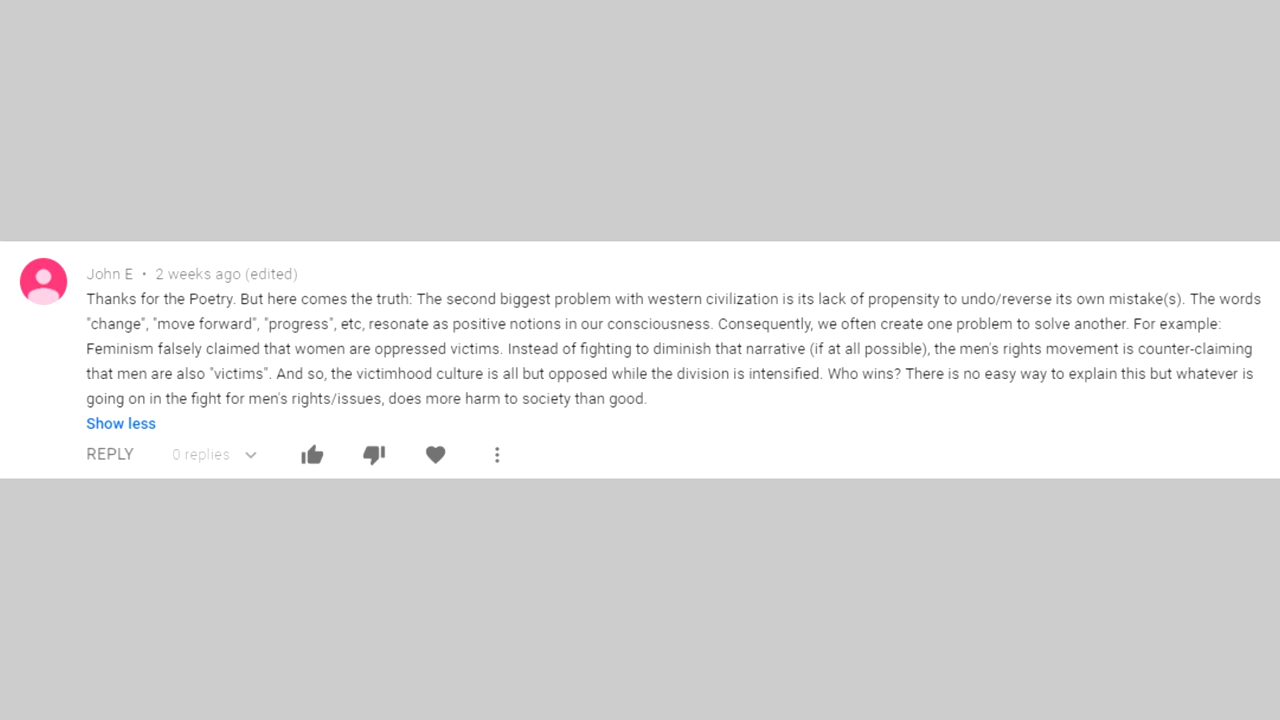 John E • 2 weeks ago (edited)
Thanks for the Poetry. But here comes the truth: The second biggest problem with western civilization is its lack of propensity to undo/reverse its own mistake(s). The words
"change", "move forward", "progress", etc, resonate as positive notions in our consciousness. Consequently, we often create one problem to solve another. For example:
Feminism falsely claimed that women are oppressed victims. Instead of fighting to diminish that narrative (if at all possible), the men's rights movement is counter-claiming
that men are also "victims". And so, the victimhood culture is all but opposed while the division is intensified. Who wins? There is no easy way to explain this but whatever is
going on in the fight for men's rights/issues, does more harm to society than good.
Show less
REPLY 0 replies